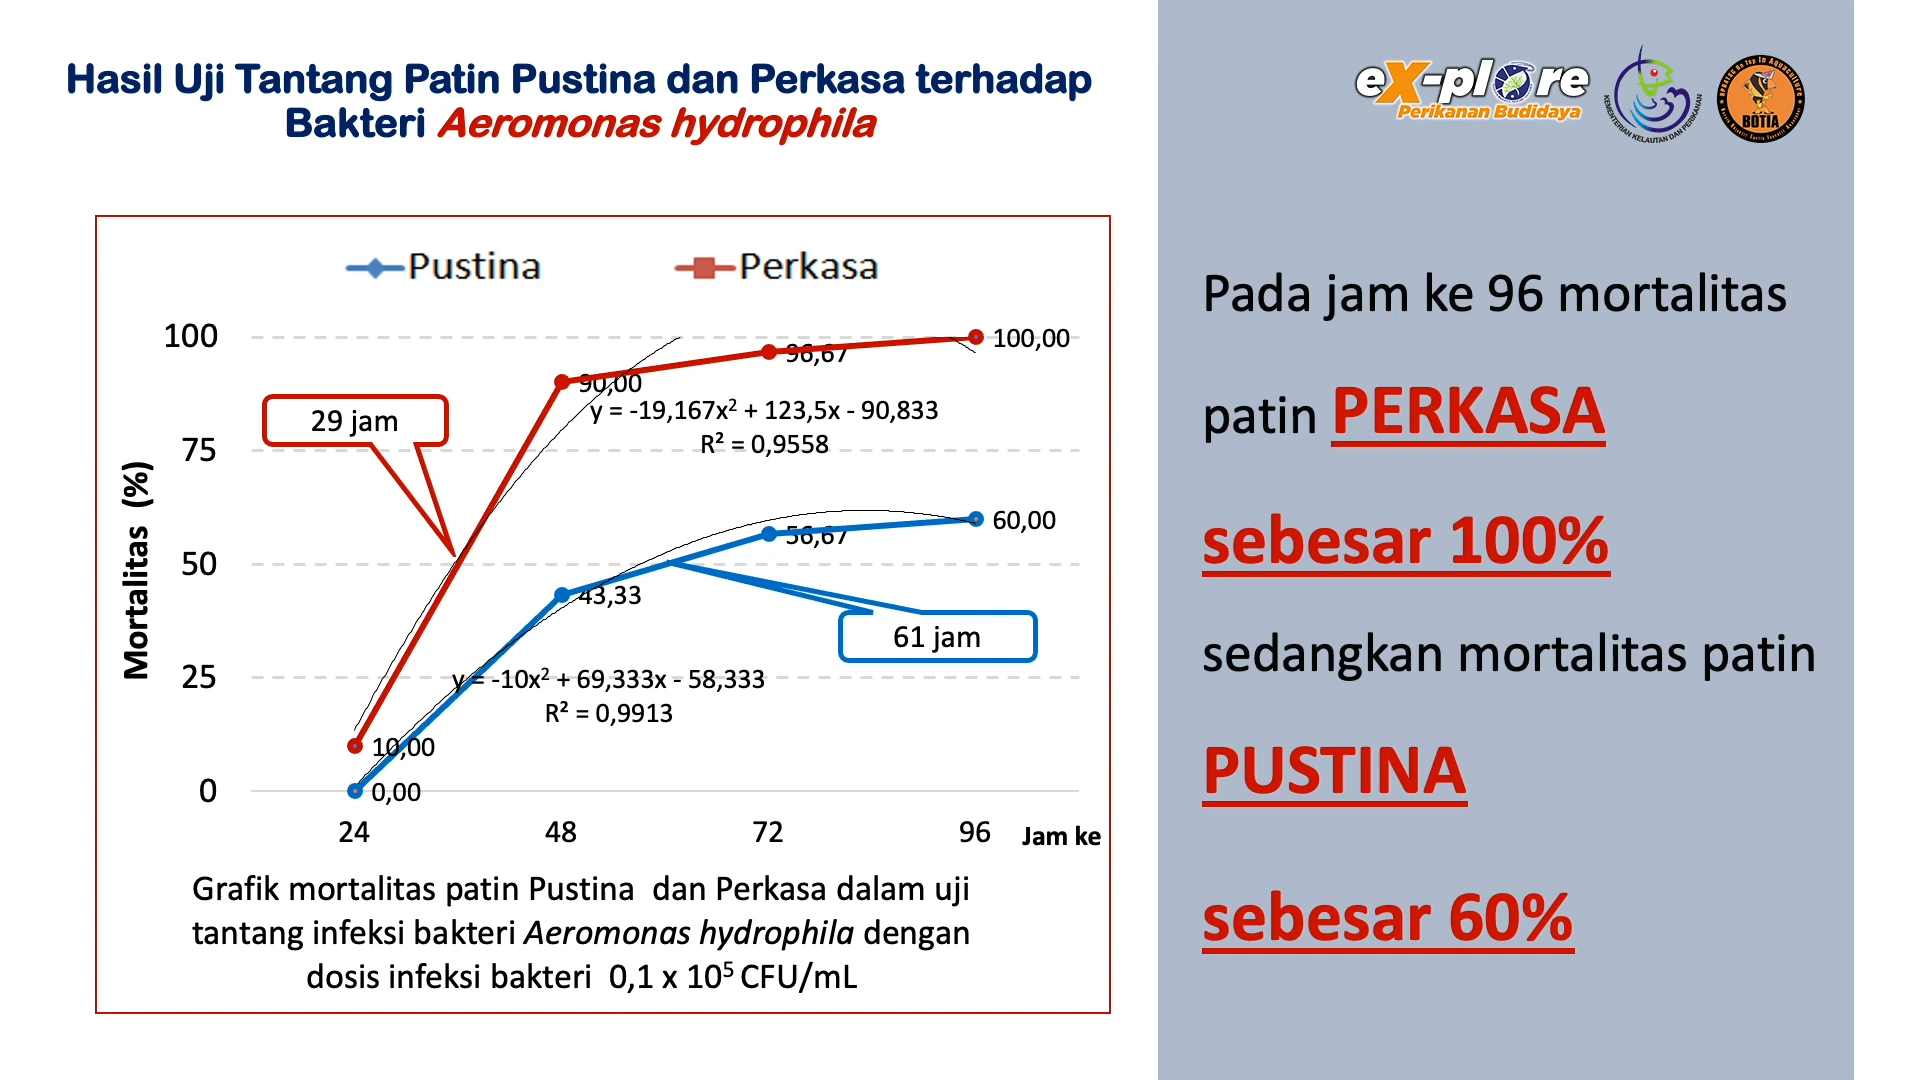 Hasil Uji Tantang Patin Pustina dan Perkasa terhadap
Bakteri Aeromonas hydrophila
eX-plore
Perikanan Budidaya
KEMENTERIAN KELAUTAN DAN PERIKANAN
BOTIA
Pustina
Perkasa
Mortalitas (%)
100
75
50
25
0
24
48
72
96
Jam ke
100,00
96,67
90,00
y = -19,167x² + 123,5x - 90,833
R² = 0,9558
29 jam
60,00
56,67
43,33
61 jam
y = -10x² + 69,333x - 58,333
R² = 0,9913
10,00
0,00
Grafik mortalitas patin Pustina dan Perkasa dalam uji
tantang infeksi bakteri Aeromonas hydrophila dengan
dosis infeksi bakteri 0,1 x 10⁵ CFU/mL
Pada jam ke 96 mortalitas
patin PERKASA
sebesar 100%
sedangkan mortalitas patin
PUSTINA
sebesar 60%